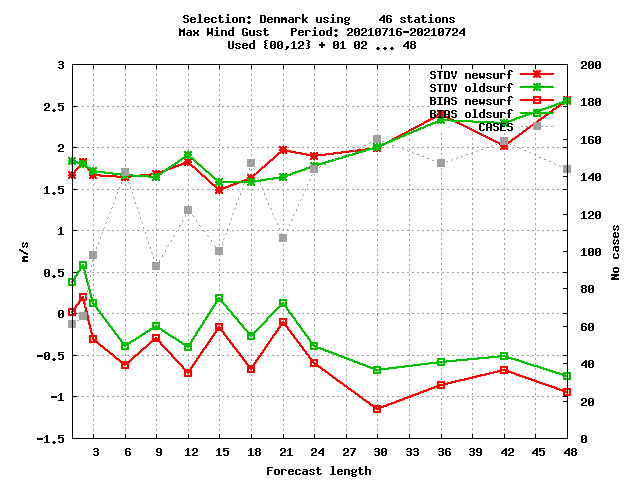 Selection: Denmark using 46 stations
Max Wind Gust Period: 20210716-20210724
Used {00,12} + 01 02 ... 48
3 200
2.5 180
2 160
1.5 140
1 120
0.5 100
0 80
-0.5 60
-1 40
-1.5 20
0
STDV newsurf
STDV oldsurf
BIAS newsurf
BIAS oldsurf
CASES
m/s
No cases
3 6 9 12 15 18 21 24 27 30 33 36 39 42 45 48
Forecast length